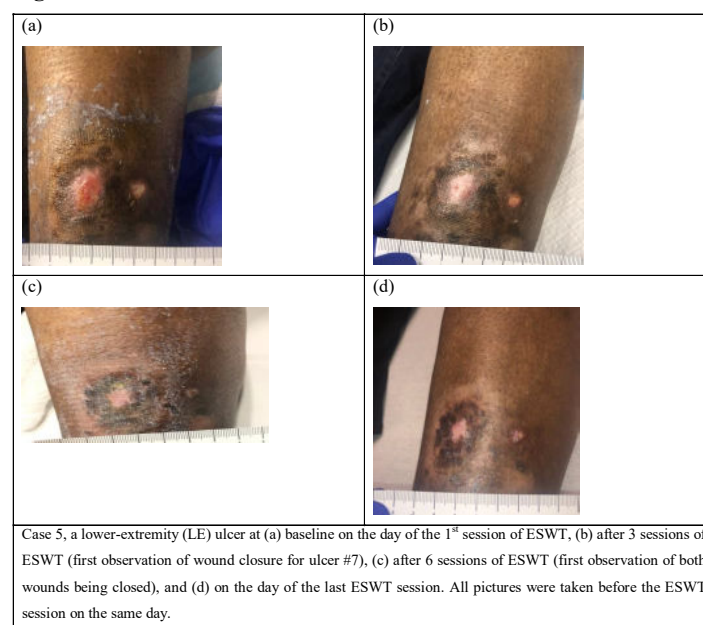 (a)
(b)
(c)
(d)
Case 5, a lower-extremity (LE) ulcer at (a) baseline on the day of the 1st session of ESWT, (b) after 3 sessions of
ESWT (first observation of wound closure for ulcer #7), (c) after 6 sessions of ESWT (first observation of both
wounds being closed), and (d) on the day of the last ESWT session. All pictures were taken before the ESWT
session on the same day.